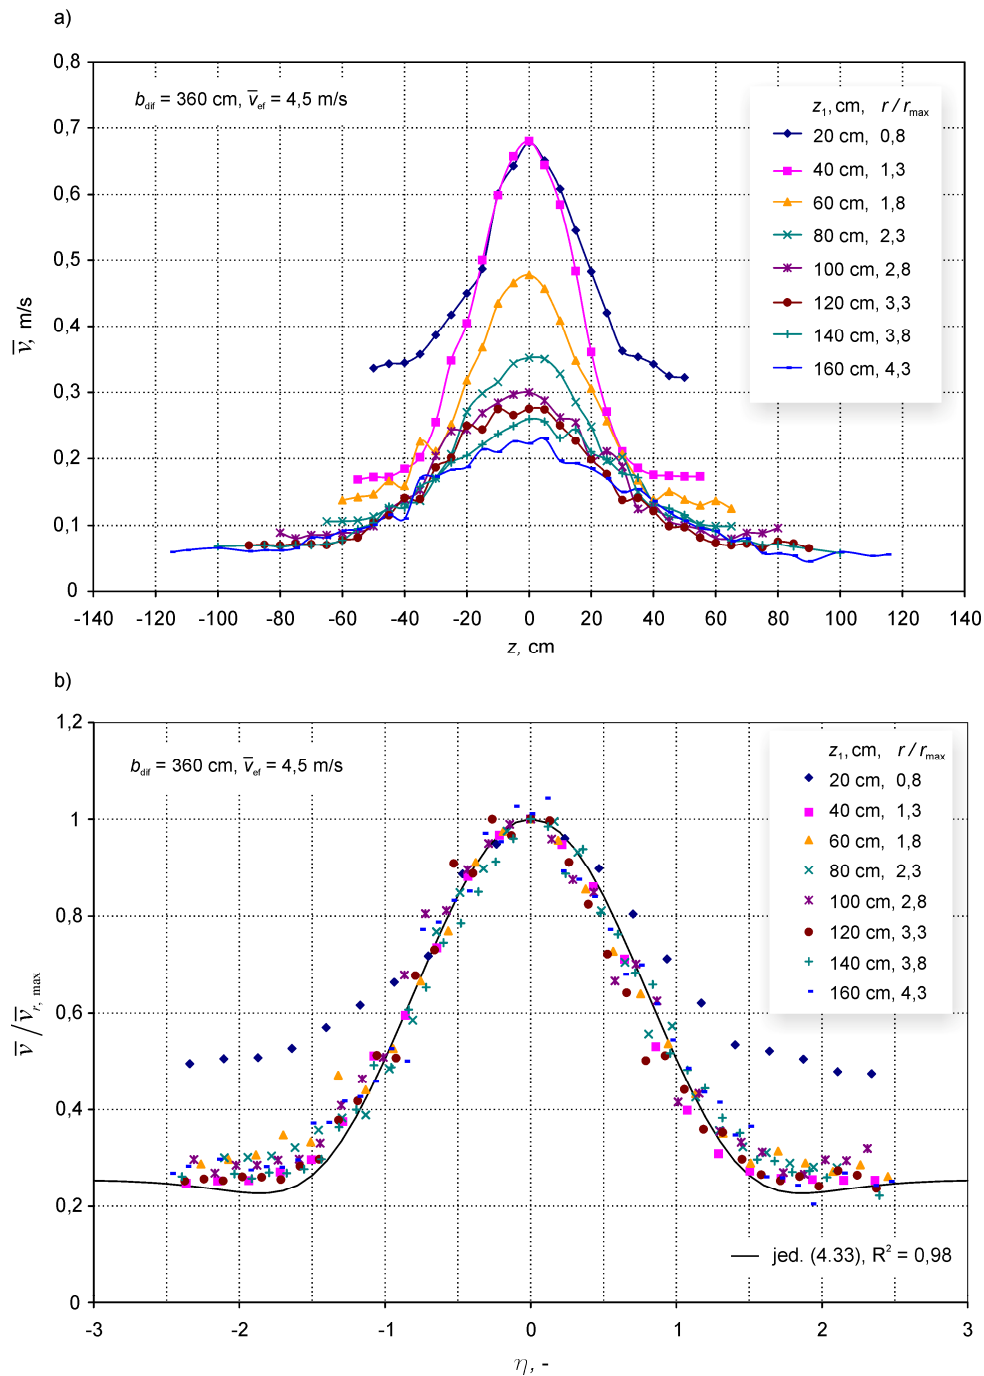 a)
0,8
0,7
0,6
0,5
0,4
0,3
0,2
0,1
0
v̅, m/s
b_dif = 360 cm, v̅_ef = 4,5 m/s
z₁, cm, r / r_max
20 cm, 0,8
40 cm, 1,3
60 cm, 1,8
80 cm, 2,3
100 cm, 2,8
120 cm, 3,3
140 cm, 3,8
160 cm, 4,3
-140 -120 -100 -80 -60 -40 -20 0 20 40 60 80 100 120 140
z, cm
b)
1,2
1
0,8
0,6
0,4
0,2
0
v̅ / v̅_r, max
b_dif = 360 cm, v̅_ef = 4,5 m/s
z₁, cm, r / r_max
20 cm, 0,8
40 cm, 1,3
60 cm, 1,8
80 cm, 2,3
100 cm, 2,8
120 cm, 3,3
140 cm, 3,8
160 cm, 4,3
jed. (4.33), R² = 0,98
-3 -2 -1 0 1 2 3
η, -